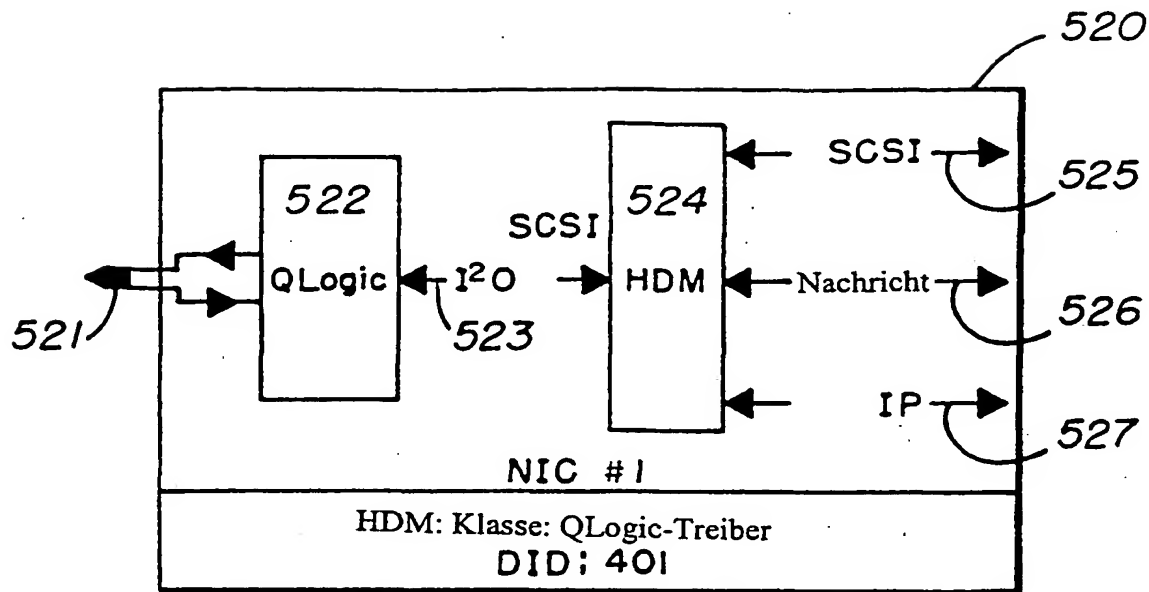 520
522
524
SCSI
525
SCSI
QLogic
I²O
HDM
Nachricht
521
523
526
IP
527
NIC #1
HDM: Klasse: QLogic-Treiber
DID; 401